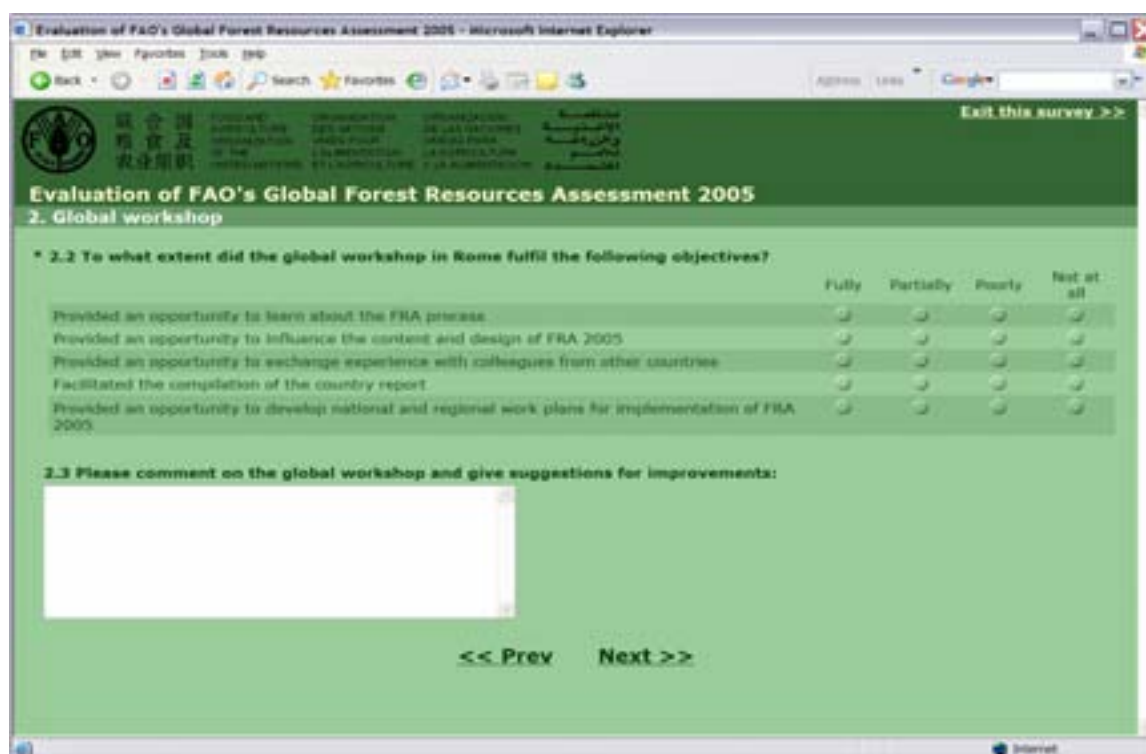 Evaluation of FAO's Global Forest Resources Assessment 2005 - Microsoft Internet Explorer
File Edit View Favorites Tools Help
Back Search Favorites Address Links Google
Exit this survey >>
FAO
Evaluation of FAO's Global Forest Resources Assessment 2005
2. Global workshop
* 2.2 To what extent did the global workshop in Rome fulfil the following objectives?
Fully Partially Poorly Not at all
Provided an opportunity to learn about the FRA process
Provided an opportunity to influence the content and design of FRA 2005
Provided an opportunity to exchange experience with colleagues from other countries
Facilitated the compilation of the country report
Provided an opportunity to develop national and regional work plans for implementation of FRA
2005
2.3 Please comment on the global workshop and give suggestions for improvements:
<< Prev Next >>
Internet